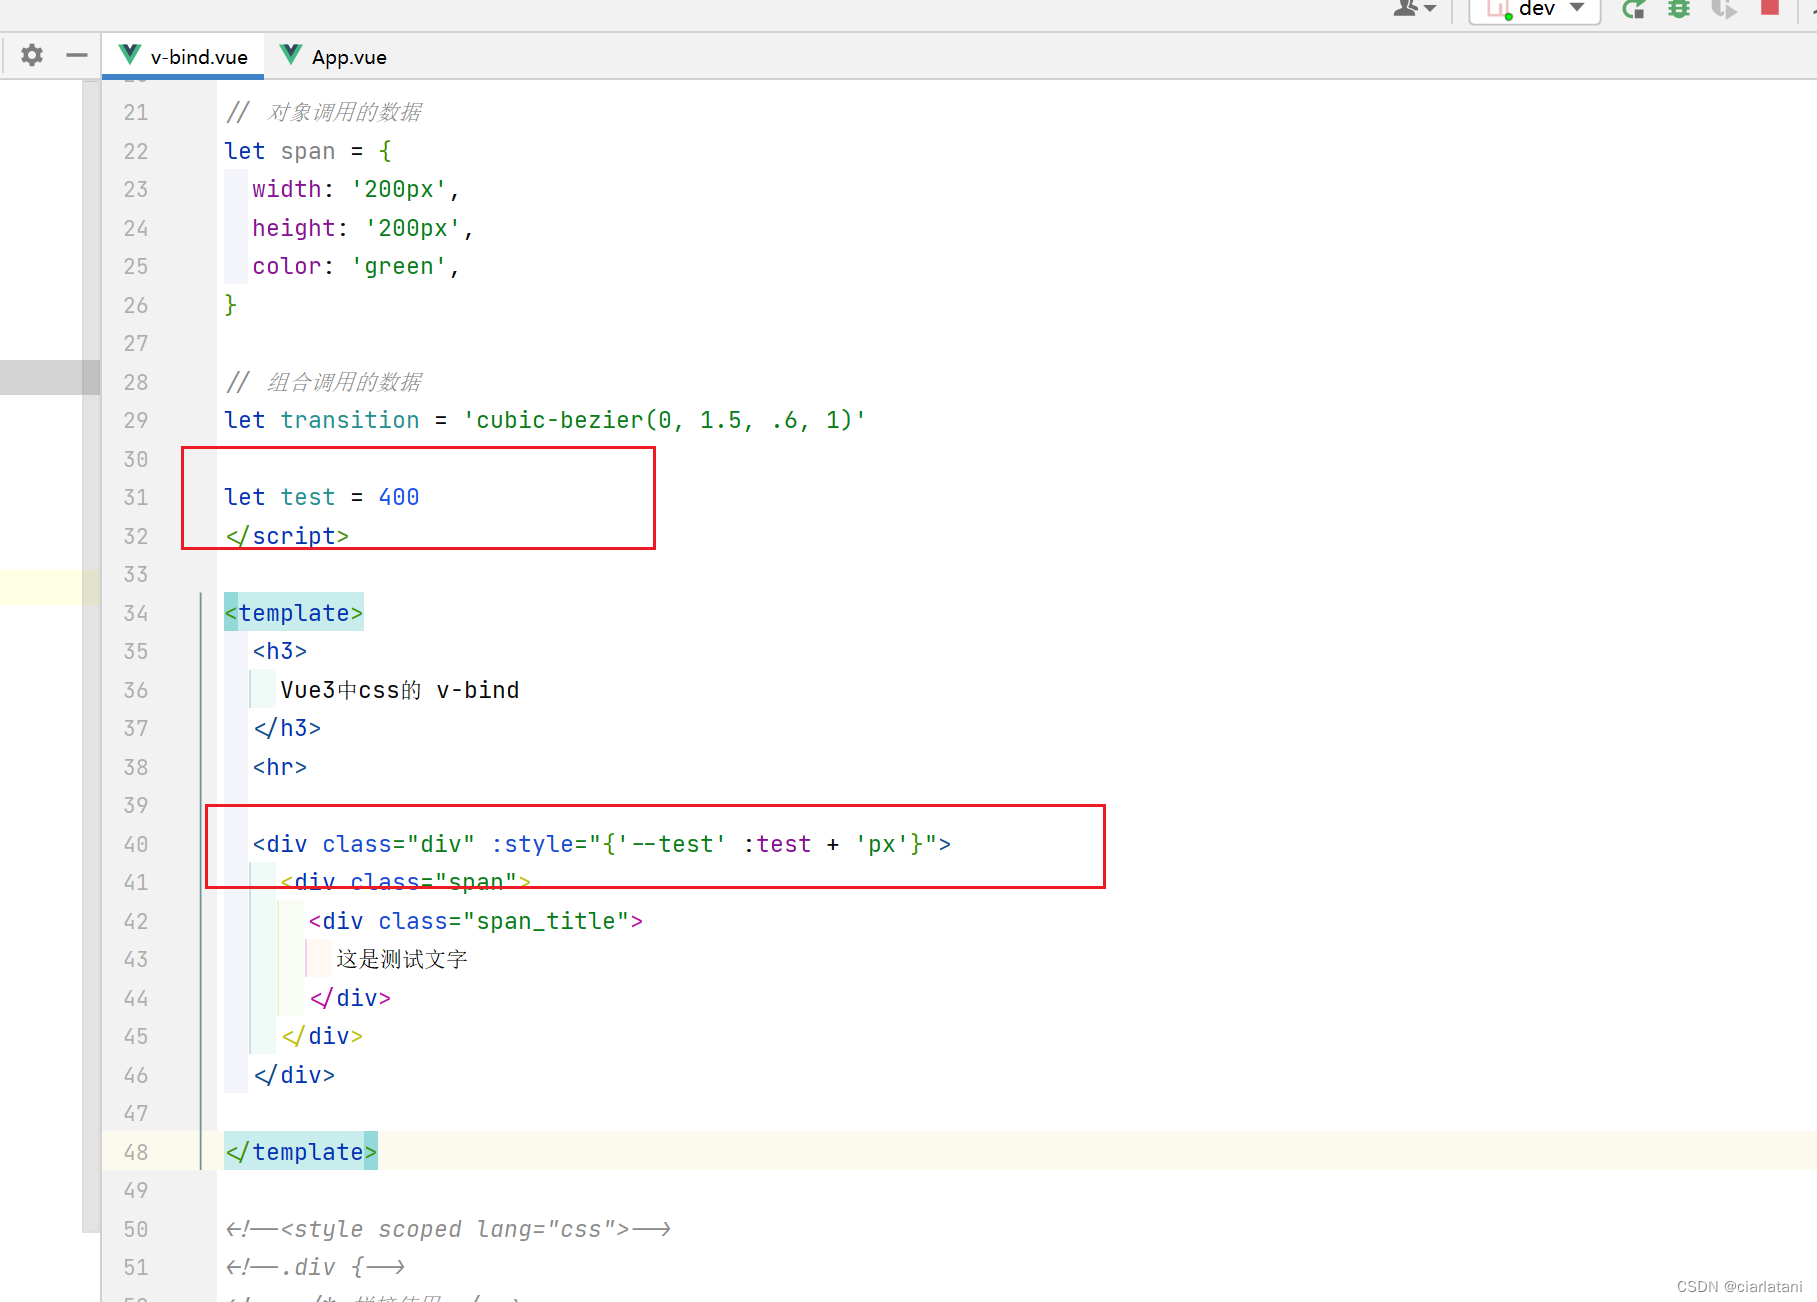 dev
v-bind.vue
App.vue
21 // 对象调用的数据
22 let span = {
23 width: '200px',
24 height: '200px',
25 color: 'green',
26 }
27
28 // 组合调用的数据
29 let transition = 'cubic-bezier(0, 1.5, .6, 1)'
30
31 let test = 400
32 </script>
33
34 <template>
35 <h3>
36 Vue3中css的 v-bind
37 </h3>
38 <hr>
39
40 <div class="div" :style="{'--test' :test + 'px'}">
41 <div class="span">
42 <div class="span_title">
43 这是测试文字
44 </div>
45 </div>
46 </div>
47
48 </template>
49
50 <!--<style scoped lang="css">-->
51 <!--.div {-->
CSDN @ciarlatani